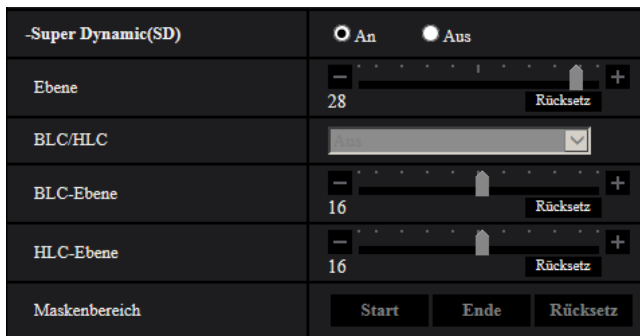 -Super Dynamic(SD) An Aus
Ebene
28 Rücksetz
BLC/HLC Aus
BLC-Ebene
16 Rücksetz
HLC-Ebene
16 Rücksetz
Maskenbereich Start Ende Rücksetz